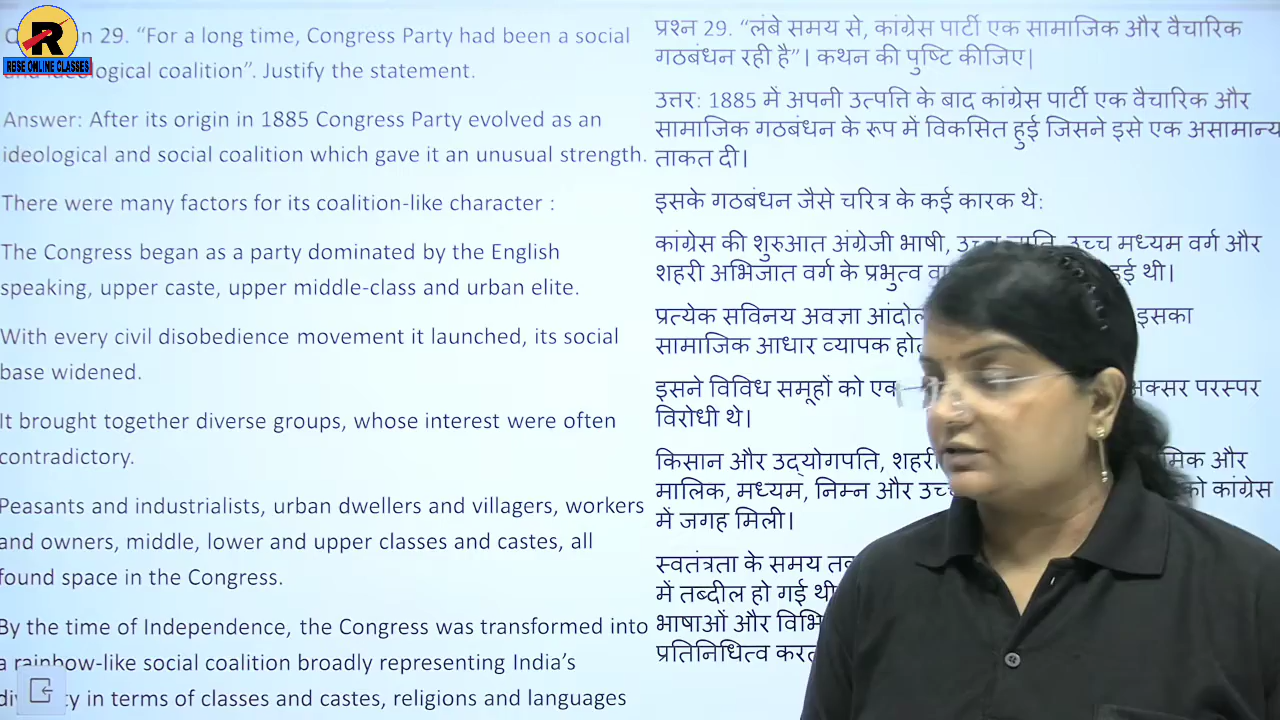 R
RESE ONLINE CLASSES
n 29. “For a long time, Congress Party had been a social
and ideological coalition”. Justify the statement.
Answer: After its origin in 1885 Congress Party evolved as an
ideological and social coalition which gave it an unusual strength.
There were many factors for its coalition-like character :
The Congress began as a party dominated by the English
speaking, upper caste, upper middle-class and urban elite.
With every civil disobedience movement it launched, its social
base widened.
It brought together diverse groups, whose interest were often
contradictory.
Peasants and industrialists, urban dwellers and villagers, workers
and owners, middle, lower and upper classes and castes, all
found space in the Congress.
By the time of Independence, the Congress was transformed into
a rainbow-like social coalition broadly representing India’s
in terms of classes and castes, religions and languages
प्रश्न 29. “लंबे समय से, कांग्रेस पार्टी एक सामाजिक और वैचारिक
गठबंधन रही है”। कथन की पुष्टि कीजिए|
उत्तर: 1885 में अपनी उत्पत्ति के बाद कांग्रेस पार्टी एक वैचारिक और
सामाजिक गठबंधन के रूप में विकसित हुई जिसने इसे एक असामान्य
ताकत दी।
इसके गठबंधन जैसे चरित्र के कई कारक थे:
कांग्रेस की शुरुआत अंग्रेजी भाषी, उच्च जाति, उच्च मध्यम वर्ग और
शहरी अभिजात वर्ग के प्रभुत्व हुई थी।
प्रत्येक सविनय अवज्ञा इसका
सामाजिक आधार व्यापक
इसने विविध समूहों को अक्सर परस्पर
विरोधी थे।
किसान और उद्योगपति, और
मालिक, मध्यम, निम्न और को कांग्रेस
में जगह मिली।
स्वतंत्रता के समय
में तब्दील हो गई थी
भाषाओं और